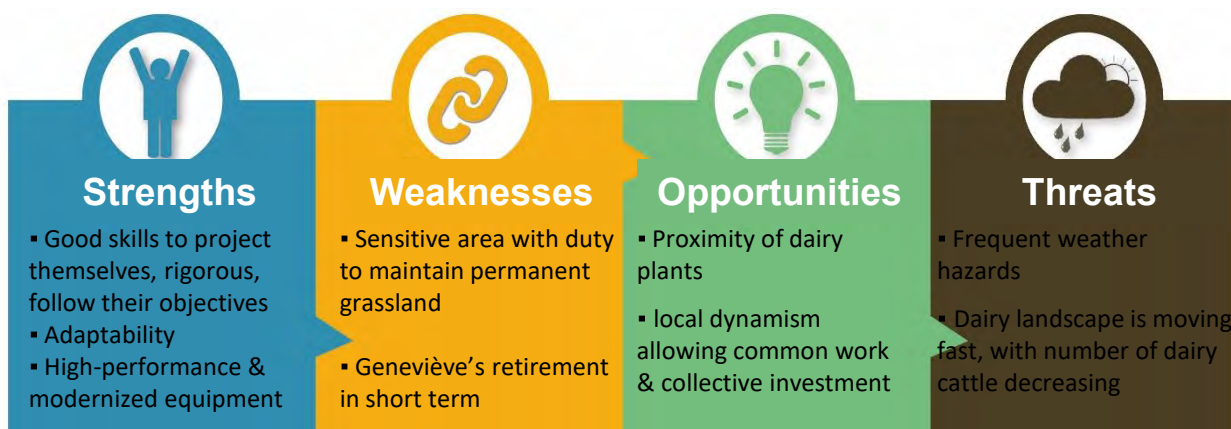 Strengths
▪ Good skills to project
themselves, rigorous,
follow their objectives
▪ Adaptability
▪ High-performance &
modernized equipment
Weaknesses
▪ Sensitive area with duty
to maintain permanent
grassland
▪ Geneviève’s retirement
in short term
Opportunities
▪ Proximity of dairy
plants
▪ local dynamism
allowing common work
& collective investment
Threats
▪ Frequent weather
hazards
▪ Dairy landscape is moving
fast, with number of dairy
cattle decreasing